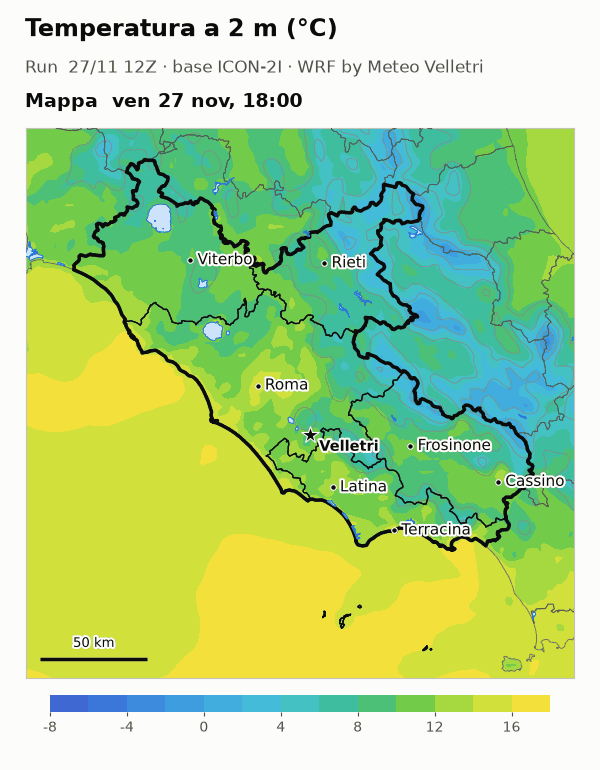 Temperatura a 2 m (°C)
Run  27/11 12Z · base ICON-2I · WRF by Meteo Velletri
Mappa  ven 27 nov, 18:00
Viterbo
Rieti
Roma
Velletri
Frosinone
Cassino
Latina
Terracina
50 km
-8 -4 0 4 8 12 16